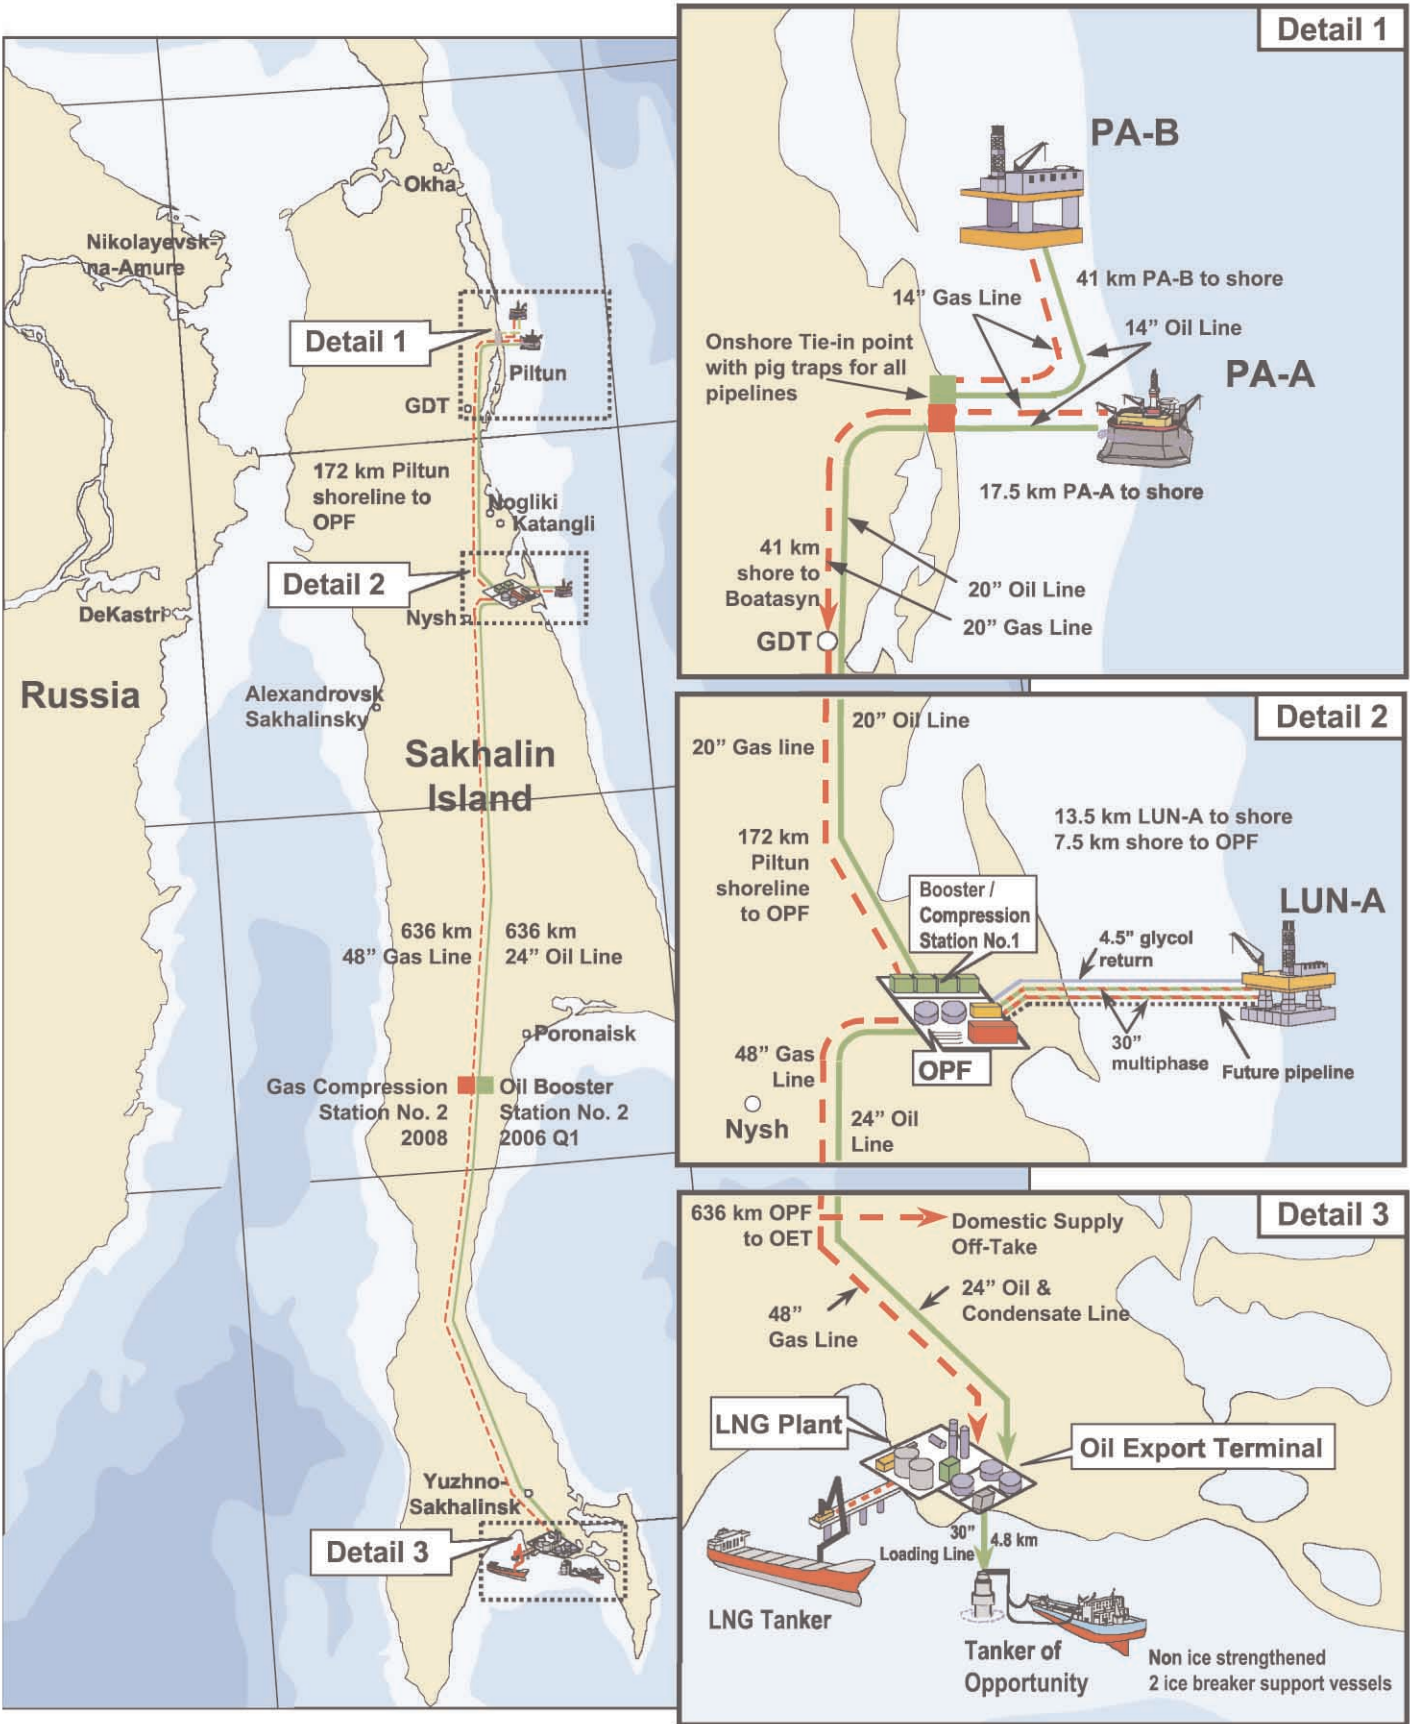 Okha
Nikolayevsk-
na-Amure
Detail 1
Piltun
GDT
172 km Piltun
shoreline to
OPF
Nogliki
Katangli
Detail 2
DeKastri
Nysh
Russia
Alexandrovsk
Sakhalinsky
Sakhalin
Island
636 km
48” Gas Line
636 km
24” Oil Line
Poronaisk
Gas Compression
Station No. 2
2008
Oil Booster
Station No. 2
2006 Q1
Yuzhno-
Sakhalinsk
Detail 3
Detail 1
PA-B
41 km PA-B to shore
14” Gas Line
14” Oil Line
Onshore Tie-in point
with pig traps for all
pipelines
PA-A
17.5 km PA-A to shore
41 km
shore to
Boatasyn
20” Oil Line
20” Gas Line
GDT
Detail 2
20” Oil Line
20” Gas line
13.5 km LUN-A to shore
7.5 km shore to OPF
172 km
Piltun
shoreline
to OPF
Booster /
Compression
Station No.1
LUN-A
4.5” glycol
return
30”
multiphase
Future pipeline
48” Gas
Line
OPF
Nysh
24” Oil
Line
Detail 3
636 km OPF
to OET
Domestic Supply
Off-Take
24” Oil &
Condensate Line
48”
Gas Line
LNG Plant
Oil Export Terminal
30”
Loading Line
4.8 km
LNG Tanker
Tanker of
Opportunity
Non ice strengthened
2 ice breaker support vessels